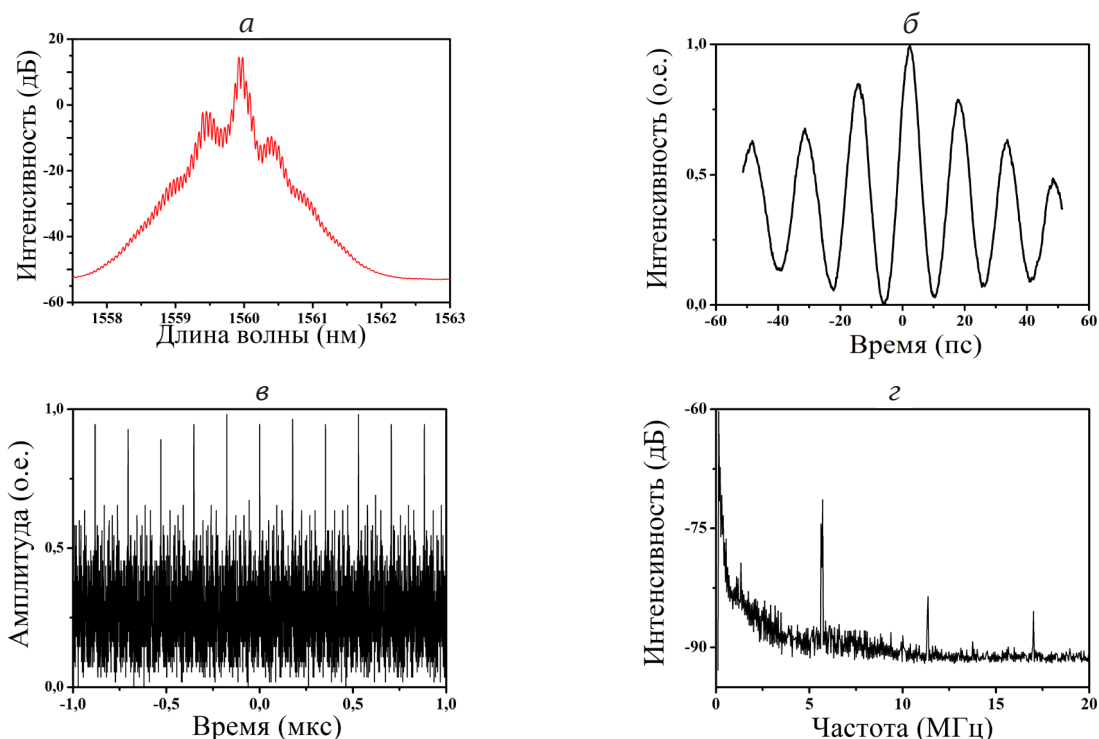 а
Интенсивность (дБ)
20
0
-20
-40
-60
1558 1559 1560 1561 1562 1563
Длина волны (нм)
б
Интенсивность (о.е.)
1,0
0,5
0,0
-60 -40 -20 0 20 40 60
Время (пс)
в
Амплитуда (о.е.)
1,0
0,5
0,0
-1,0 -0,5 0,0 0,5 1,0
Время (мкс)
г
Интенсивность (дБ)
-60
-75
-90
0 5 10 15 20
Частота (МГц)